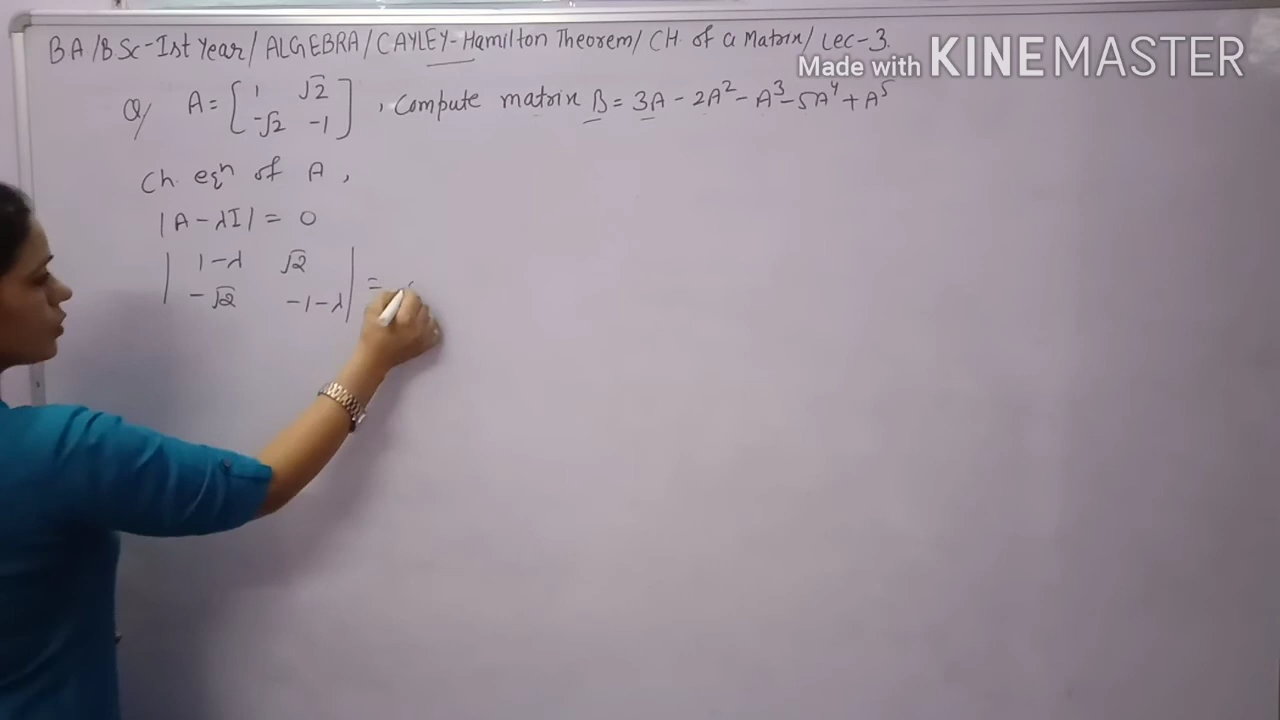 BA/BSc-Ist Year/ ALGEBRA/ CAYLEY-Hamilton Theorem/ CH. of a Matrix/ Lec-3.
Made with KINEMASTER
Q/ A = [ 1 √2 ; -√2 -1 ] , Compute matrix B = 3A - 2A² - A³ - 5A⁴ + A⁵
Ch. eqⁿ of A ,
|A - λI| = 0
| 1-λ √2 |
| -√2 -1-λ | =